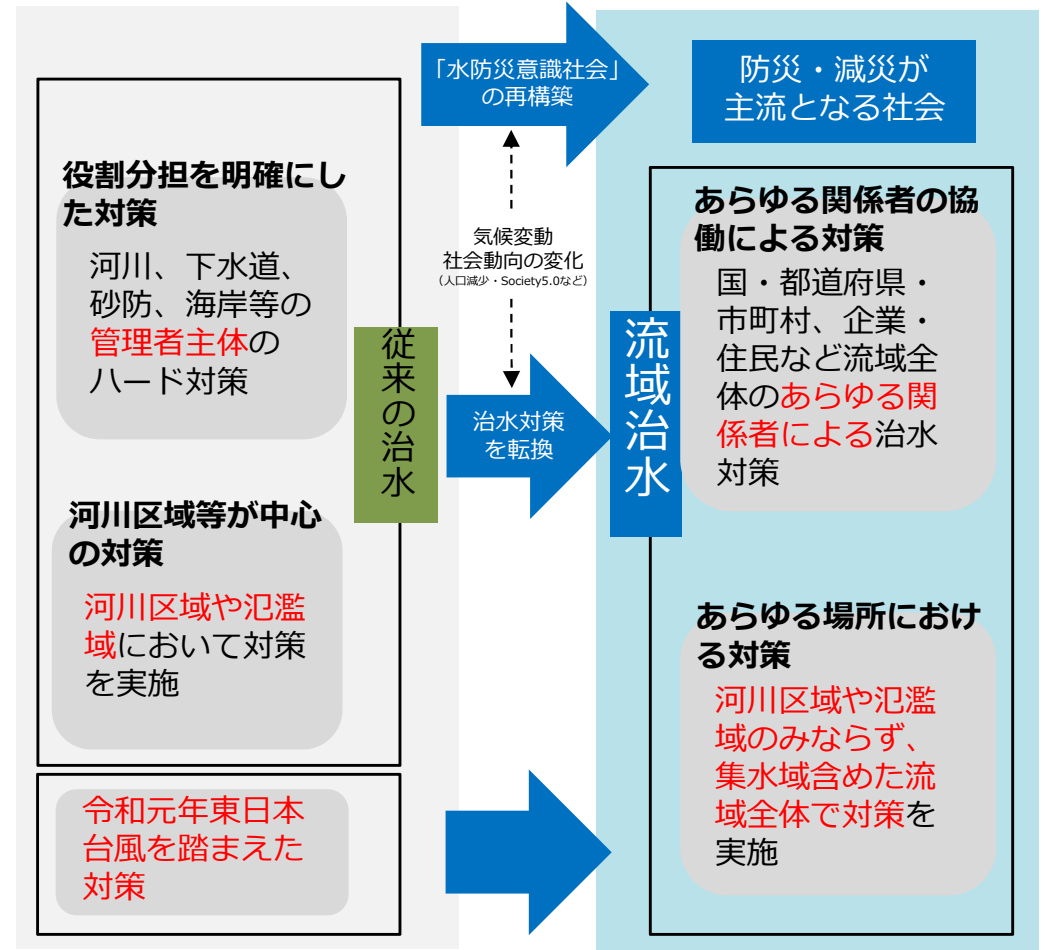 「水防災意識社会」
の再構築
防災・減災が
主流となる社会
役割分担を明確にし
た対策
河川、下水道、
砂防、海岸等の
管理者主体の
ハード対策
従来の治水
河川区域等が中心
の対策
河川区域や氾濫
域において対策
を実施
令和元年東日本
台風を踏まえた
対策
気候変動
社会動向の変化
（人口減少・Society5.0など）
治水対策
を転換
流域治水
あらゆる関係者の協
働による対策
国・都道府県・
市町村、企業・
住民など流域全
体のあらゆる関
係者による治水
対策
あらゆる場所におけ
る対策
河川区域や氾濫
域のみならず、
集水域含めた流
域全体で対策を
実施